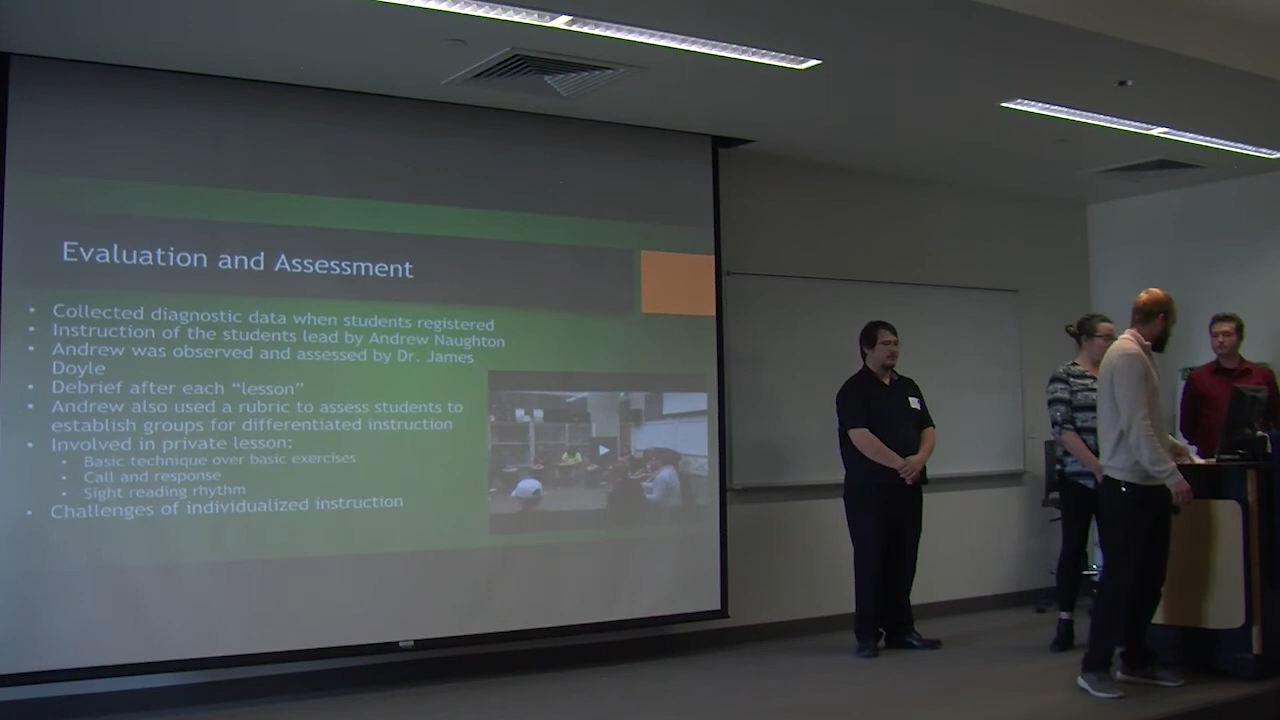 Evaluation and Assessment
• Collected diagnostic data when students registered
• Instruction of the students lead by Andrew Naughton
• Andrew was observed and assessed by Dr. James
Doyle
• Debrief after each “lesson”
• Andrew also used a rubric to assess students to
establish groups for differentiated instruction
• Involved in private lesson:
• Basic technique over basic exercises
• Call and response
• Sight reading rhythm
• Challenges of individualized instruction